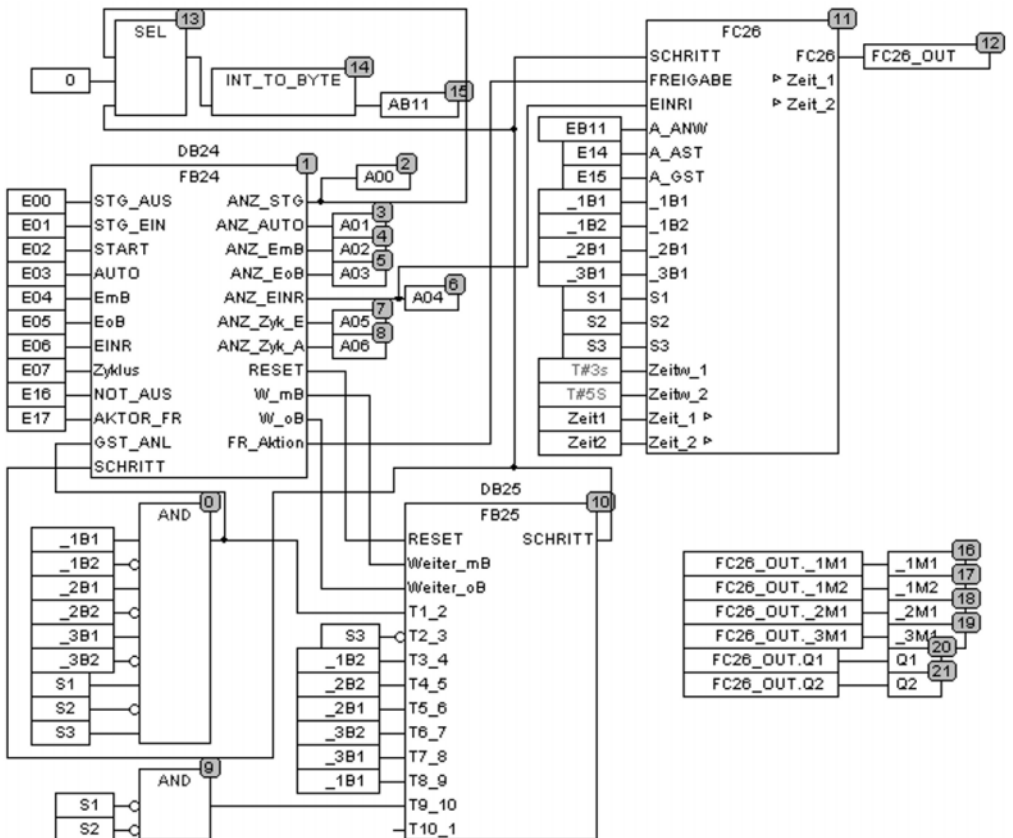 SEL 13
FC26 11
0
INT_TO_BYTE 14
AB11 15
SCHRITT FC26 FC26_OUT 12
FREIGABE Zeit_1
EINRI Zeit_2
EB11 A_ANW
E14 A_AST
E15 A_GST
_1B1 _1B1
_1B2 _1B2
_2B1 _2B1
_3B1 _3B1
S1 S1
S2 S2
S3 S3
T#3s Zeitw_1
T#5S Zeitw_2
Zeit1 Zeit_1
Zeit2 Zeit_2
DB24
FB24 1
E00 STG_AUS ANZ_STG A00 2
E01 STG_EIN ANZ_AUTO A01 3
E02 START ANZ_EmB A02 4
E03 AUTO ANZ_EoB A03 5
E04 EmB ANZ_EINR A04 6
E05 EoB ANZ_Zyk_E A05 7
E06 EINR ANZ_Zyk_A A06 8
E07 Zyklus RESET
E16 NOT_AUS W_mB
E17 AKTOR_FR W_oB
GST_ANL FR_Aktion
SCHRITT
AND 0
_1B1
_1B2
_2B1
_2B2
_3B1
_3B2
S1
S2
S3
DB25
FB25 10
RESET SCHRITT
Weiter_mB
Weiter_oB
T1_2
S3 T2_3
_1B2 T3_4
_2B2 T4_5
_2B1 T5_6
_3B2 T6_7
_3B1 T7_8
_1B1 T8_9
T9_10
T10_1
AND 9
S1
S2
FC26_OUT._1M1 _1M1 16
FC26_OUT._1M2 _1M2 17
FC26_OUT._2M1 _2M1 18
FC26_OUT._3M1 _3M1 19
FC26_OUT.Q1 Q1 20
FC26_OUT.Q2 Q2 21